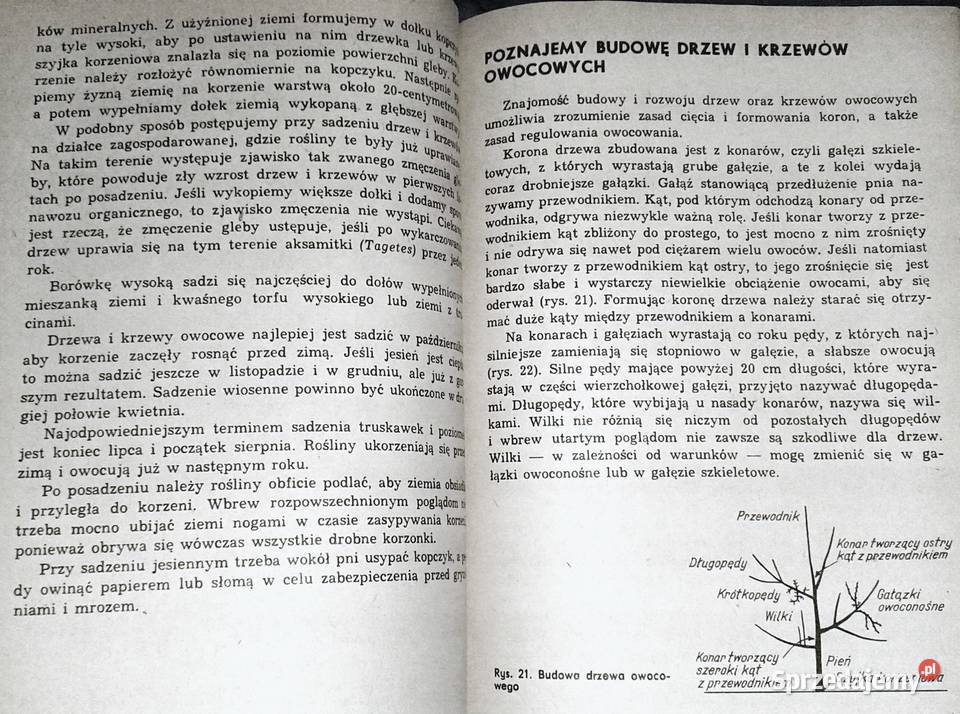 ków mineralnych. Z użyźnionej ziemi formujemy w dołku
na tyle wysoki, aby po ustawieniu na nim drzewka lub
szyjka korzeniowa znalazła się na poziomie powierzchni gleby.
rzenie należy rozłożyć równomiernie na kopczyku. Następnie
piemy żyzną ziemię na korzenie warstwą około 20-centymetrową
a potem wypełniamy dołek ziemią wykopaną z głębszej
W podobny sposób postępujemy przy sadzeniu drzew i
na działce zagospodarowanej, gdzie rośliny te były już
Na takim terenie występuje zjawisko tak zwanego zmęczenia
by, które powoduje zły wzrost drzew i krzewów w pierwszych
tach po posadzeniu. Jeśli wykopiemy większe dołki i dodamy
nawozu organicznego, to zjawisko zmęczenia nie wystąpi.
jest rzeczą, że zmęczenie gleby ustępuje, jeśli po wykarczowaniu
drzew uprawia się na tym terenie aksamitki (Tagetes) przez
rok.
Borówkę wysoką sadzi się najczęściej do dołów
mieszanką ziemi i kwaśnego torfu wysokiego lub ziemi z
cinami.
Drzewa i krzewy owocowe najlepiej jest sadzić w październiku
aby korzenie zaczęły rosnąć przed zimą. Jeśli jesień jest
to można sadzić jeszcze w listopadzie i w grudniu, ale już z
szym rezultatem. Sadzenie wiosenne powinno być ukończone w
giej połowie kwietnia.
Najodpowiedniejszym terminem sadzenia truskawek i
jest koniec lipca i początek sierpnia. Rośliny ukorzeniają się
zimą i owocują już w następnym roku.
Po posadzeniu należy rośliny obficie podlać, aby ziemia
i przyległa do korzeni. Wbrew rozpowszechnionym poglądom
trzeba mocno ubijać ziemi nogami w czasie zasypywania
ponieważ obrywa się wówczas wszystkie drobne korzonki.
Przy sadzeniu jesiennym trzeba wokół pni usypać kopczyk, a
dy owinąć papierem lub słomą w celu zabezpieczenia przed
niami i mrozem.
POZNAJEMY BUDOWĘ DRZEW I KRZEWÓW
OWOCOWYCH
Znajomość budowy i rozwoju drzew oraz krzewów owocowych
umożliwia zrozumienie zasad cięcia i formowania koron, a także
zasad regulowania owocowania.
Korona drzewa zbudowana jest z konarów, czyli gałęzi szkiele-
towych, z których wyrastają grube gałęzie, a te z kolei wydają
coraz drobniejsze gałązki. Gałąź stanowiącą przedłużenie pnia na-
zywamy przewodnikiem. Kąt, pod którym odchodzą konary od prze-
wodnika, odgrywa niezwykle ważną rolę. Jeśli konar tworzy z prze-
wodnikiem kąt zbliżony do prostego, to jest mocno z nim zrośnięty
i nie odrywa się nawet pod ciężarem wielu owoców. Jeśli natomiast
konar tworzy z przewodnikiem kąt ostry, to jego zrośnięcie się jest
bardzo słabe i wystarczy niewielkie obciążenie owocami, aby się
oderwał (rys. 21). Formując koronę drzewa należy starać się otrzy-
mać duże kąty między przewodnikiem a konarami.
Na konarach i gałęziach wyrastają co roku pędy, z których naj-
silniejsze zamieniają się stopniowo w gałęzie, a słabsze owocują
(rys. 22). Silne pędy mające powyżej 20 cm długości, które wyra-
stają w części wierzchołkowej gałęzi, przyjęto nazywać długopęda-
mi. Długopędy, które wybijają u nasady konarów, nazywa się wil-
kami. Wilki nie różnią się niczym od pozostałych długopędów
i wbrew utartym poglądom nie zawsze są szkodliwe dla drzew.
Wilki — w zależności od warunków — mogę zmienić się w ga-
łązki owoconośne lub w gałęzie szkieletowe.
Przewodnik
Konar tworzący ostry
kąt z przewodnikiem
Długopędy
Krótkopędy
Gałązki
owoconośne
Wilki
Konar tworzący
szeroki kąt
z przewodnikiem
Pień
Rys. 21. Budowa drzewa owoco-
wego
Sprzedajemy
.pl